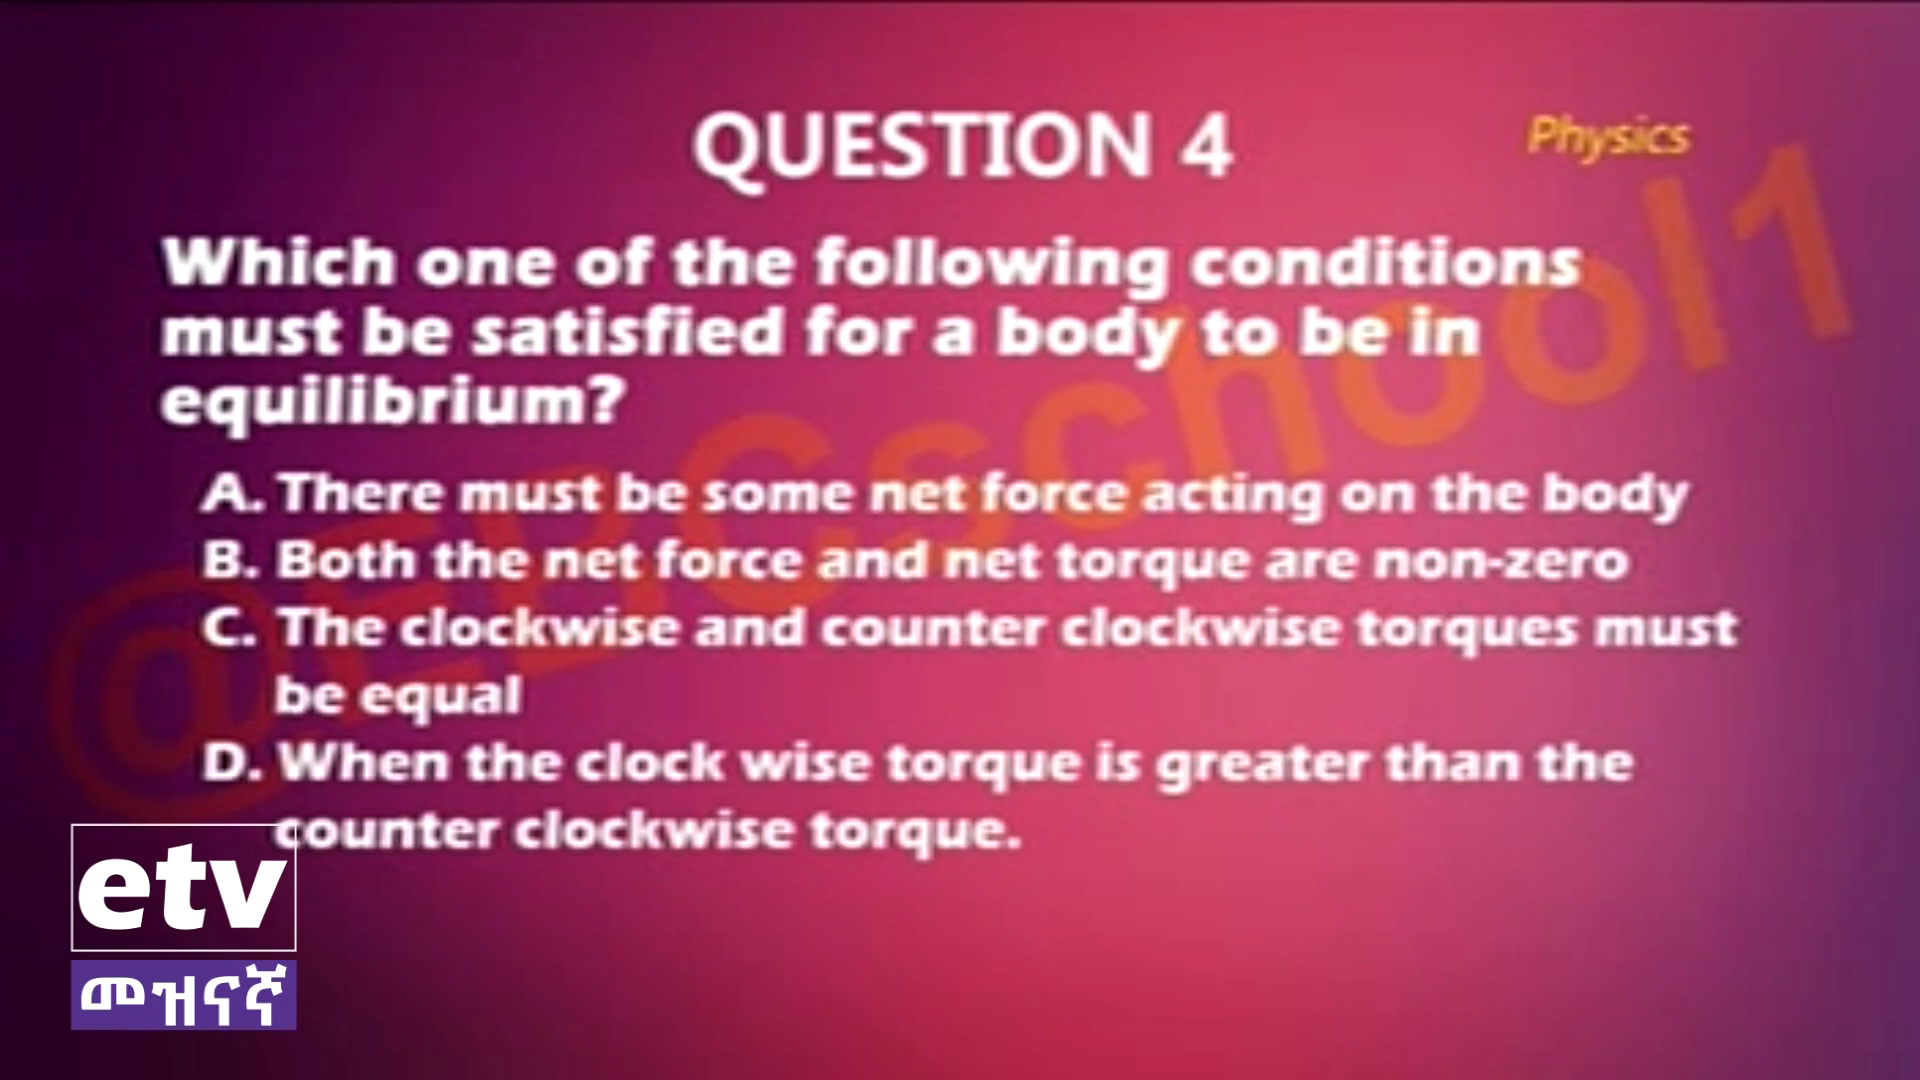 QUESTION 4
Physics
Which one of the following conditions
must be satisfied for a body to be in
equilibrium?
A. There must be some net force acting on the body
B. Both the net force and net torque are non-zero
C. The clockwise and counter clockwise torques must
be equal
D. When the clock wise torque is greater than the
counter clockwise torque.
@EBCschool1
etv
መዝናኛ